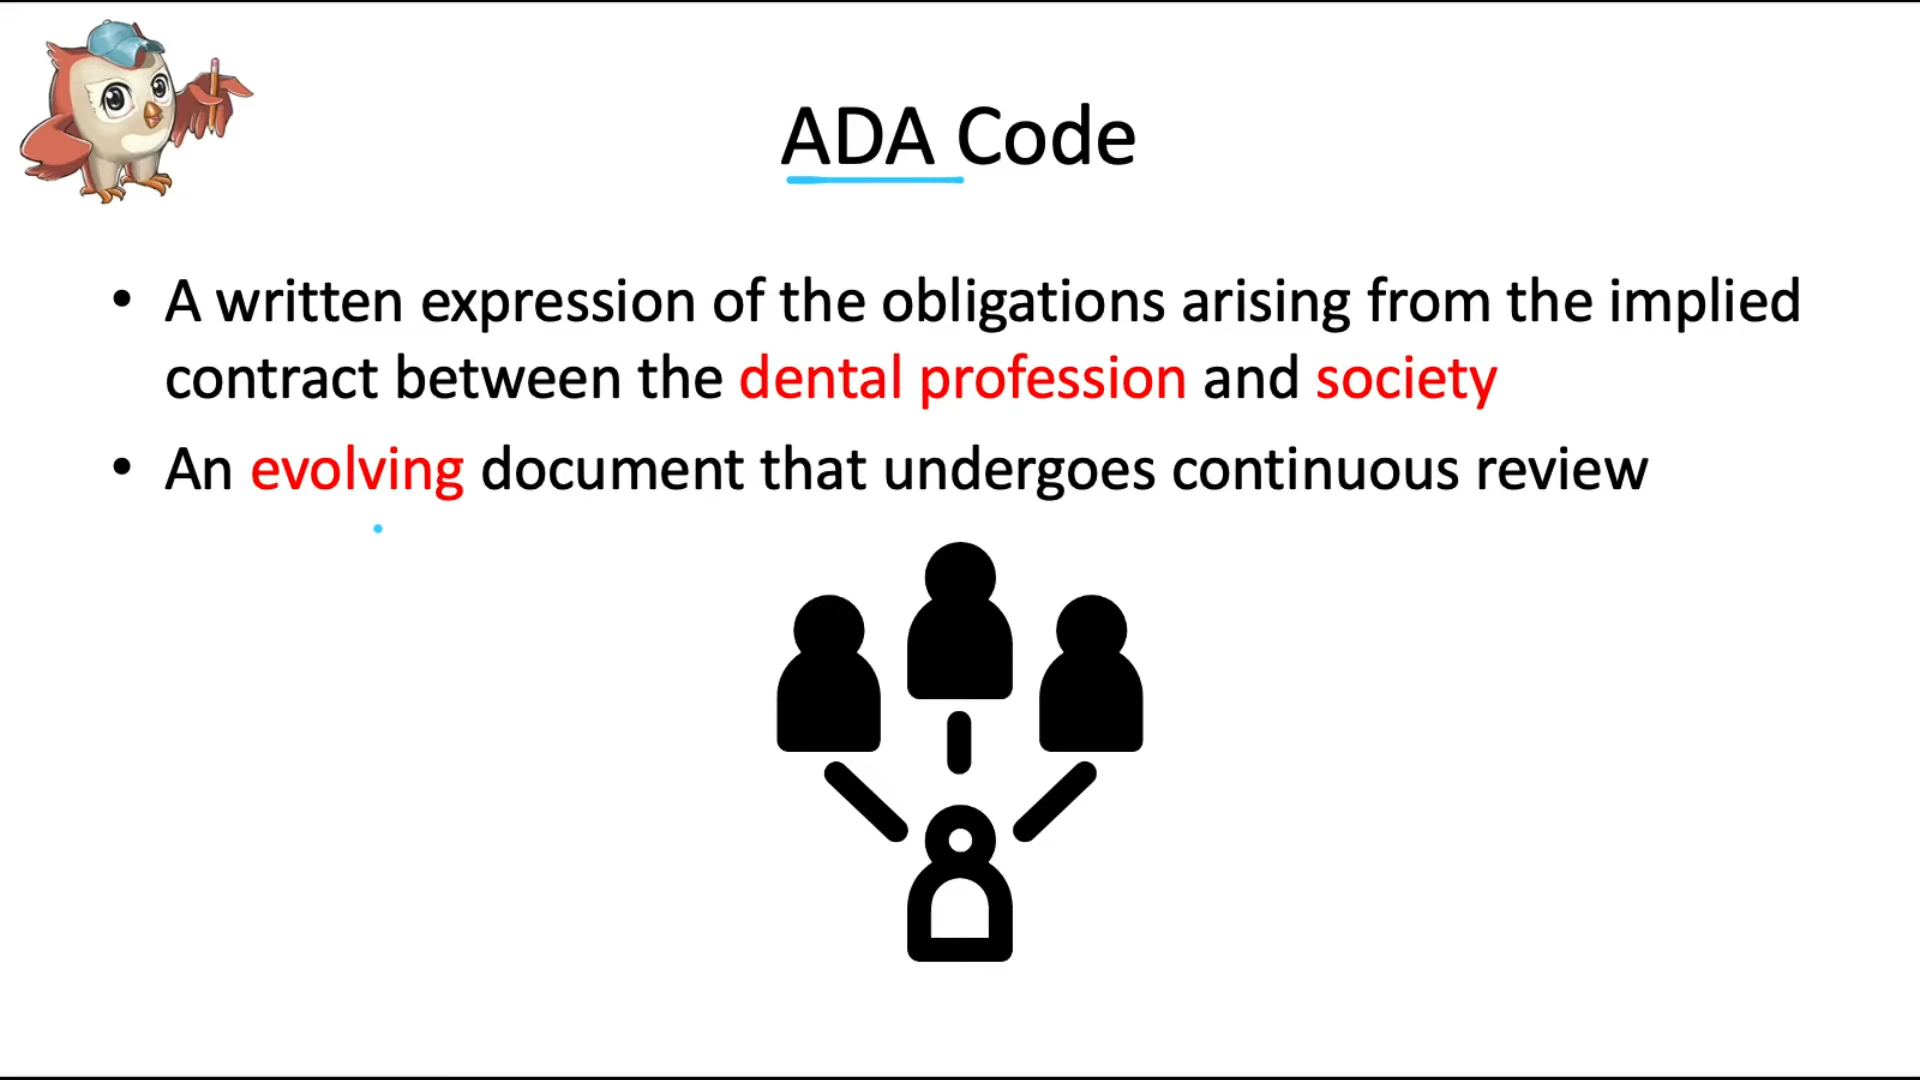 ADA Code
• A written expression of the obligations arising from the implied
contract between the dental profession and society
• An evolving document that undergoes continuous review